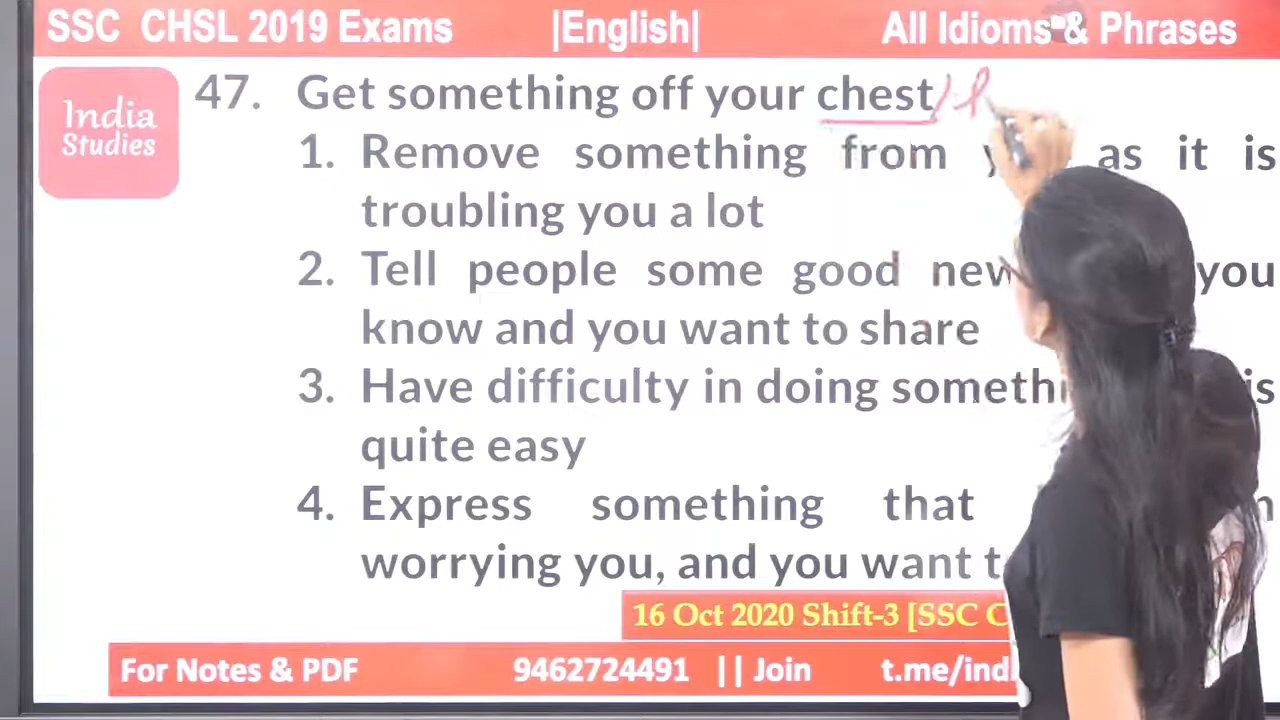 SSC CHSL 2019 Exams |English| All Idioms & Phrases
India
Studies
47. Get something off your chest
1. Remove something from as it is
troubling you a lot
2. Tell people some good you
know and you want to share
3. Have difficulty in doing is
quite easy
4. Express something that
worrying you, and you want
16 Oct 2020 Shift-3 [SSC
For Notes & PDF 9462724491 || Join